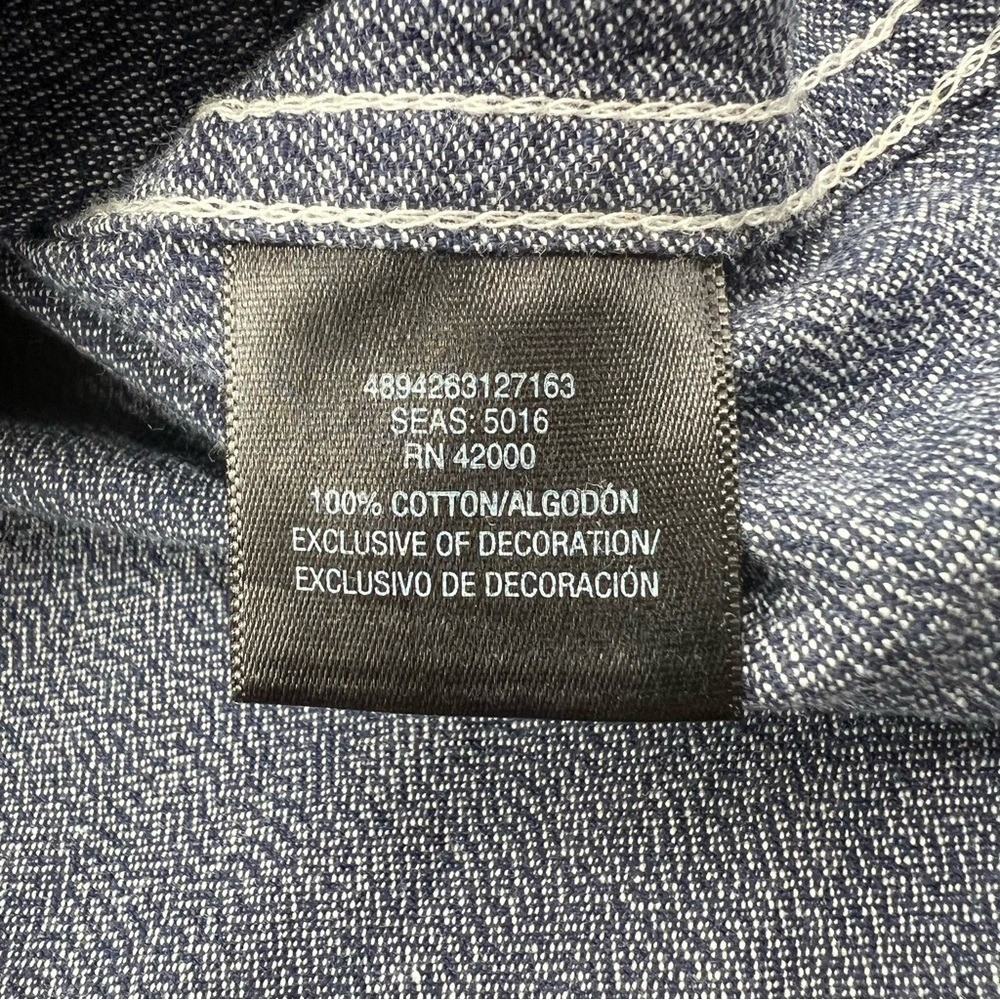 4894263127163
SEAS: 5016
RN 42000
100% COTTON/ALGODÓN
EXCLUSIVE OF DECORATION/
EXCLUSIVO DE DECORACIÓN